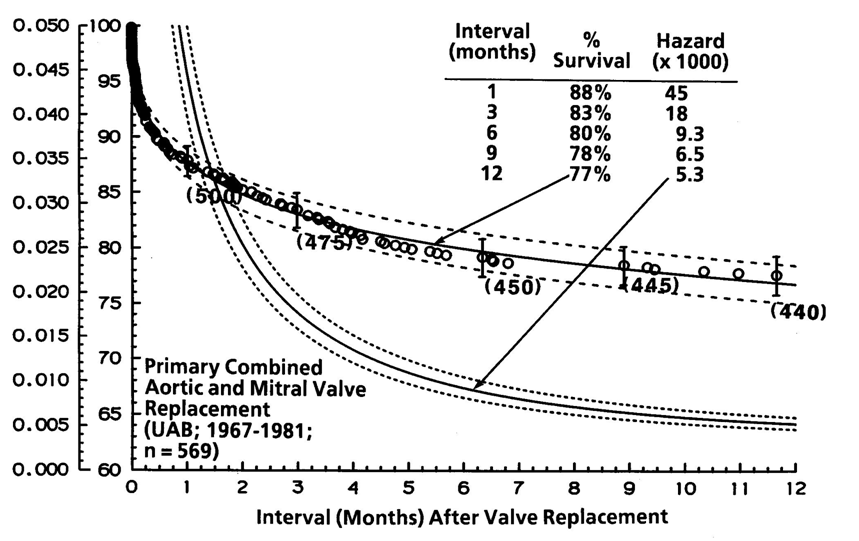 0.050
0.045
0.040
0.035
0.030
0.025
0.020
0.015
0.010
0.005
0.000
100
95
90
85
80
75
70
65
60
Interval (months) % Survival Hazard (x 1000)
1 88% 45
3 83% 18
6 80% 9.3
9 78% 6.5
12 77% 5.3
(500)
(475)
(450)
(445)
(440)
Primary Combined
Aortic and Mitral Valve
Replacement
(UAB; 1967-1981;
n = 569)
0 1 2 3 4 5 6 7 8 9 10 11 12
Interval (Months) After Valve Replacement